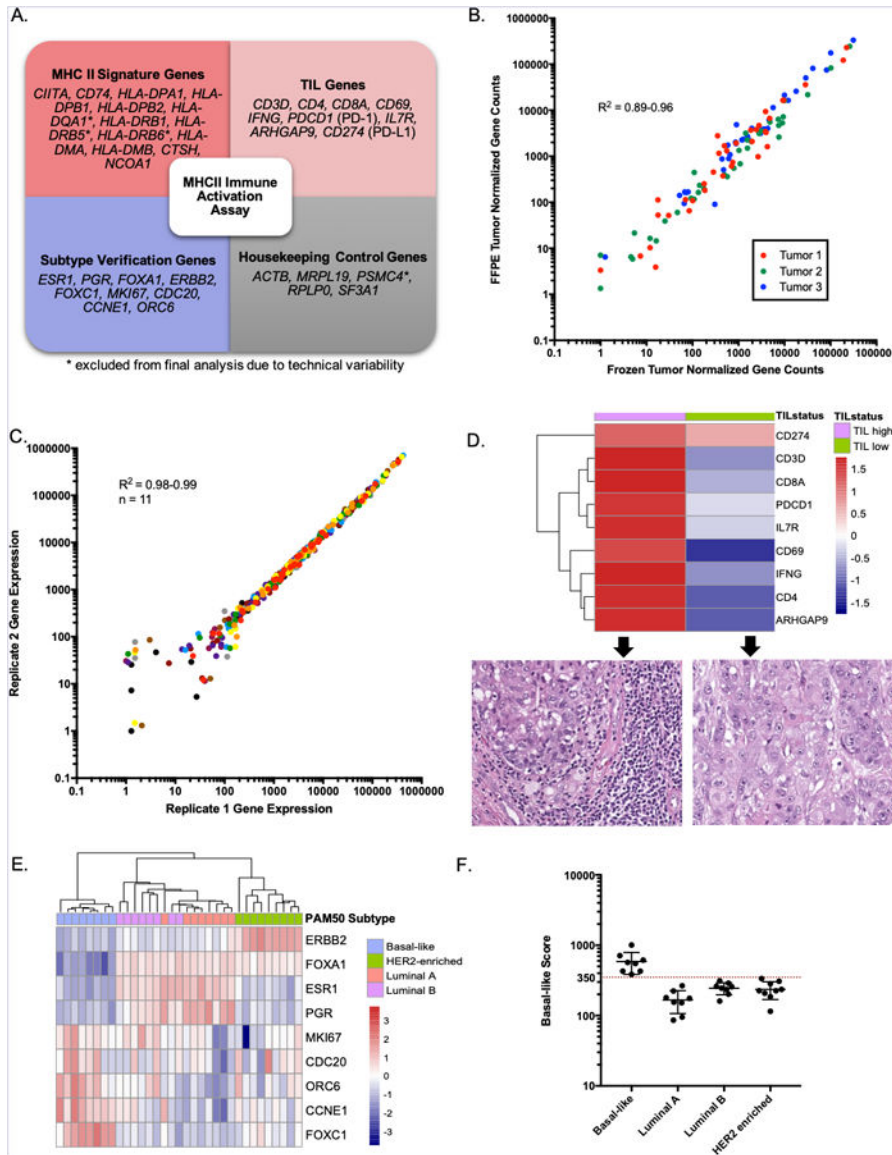 A.
MHC II Signature Genes
CIITA, CD74, HLA-DPA1, HLA-
DPB1, HLA-DPB2, HLA-
DQA1*, HLA-DRB1, HLA-
DRB5*, HLA-DRB6*, HLA-
DMA, HLA-DMB, CTSH,
NCOA1
TIL Genes
CD3D, CD4, CD8A, CD69,
IFNG, PDCD1 (PD-1), IL7R,
ARHGAP9, CD274 (PD-L1)
MHCII Immune
Activation
Assay
Subtype Verification Genes
ESR1, PGR, FOXA1, ERBB2,
FOXC1, MKI67, CDC20,
CCNE1, ORC6
Housekeeping Control Genes
ACTB, MRPL19, PSMC4*,
RPLP0, SF3A1
* excluded from final analysis due to technical variability
B.
FFPE Tumor Normalized Gene Counts
1000000
100000
10000
1000
100
10
1
0.1
R² = 0.89-0.96
Tumor 1
Tumor 2
Tumor 3
0.1 1 10 100 1000 10000 100000 1000000
Frozen Tumor Normalized Gene Counts
C.
Replicate 2 Gene Expression
1000000
100000
10000
1000
100
10
1
0.1
R² = 0.98-0.99
n = 11
0.1 1 10 100 1000 10000 100000 1000000
Replicate 1 Gene Expression
D.
TILstatus
CD274
CD3D
CD8A
PDCD1
IL7R
CD69
IFNG
CD4
ARHGAP9
TILstatus
TIL high
TIL low
1.5
1
0.5
0
-0.5
-1
-1.5
E.
PAM50 Subtype
ERBB2
FOXA1
ESR1
PGR
MKI67
CDC20
ORC6
CCNE1
FOXC1
Basal-like
HER2-enriched
Luminal A
Luminal B
3
2
1
0
-1
-2
-3
F.
Basal-like Score
10000
1000
350
100
10
Basal-like
Luminal A
Luminal B
HER2 enriched